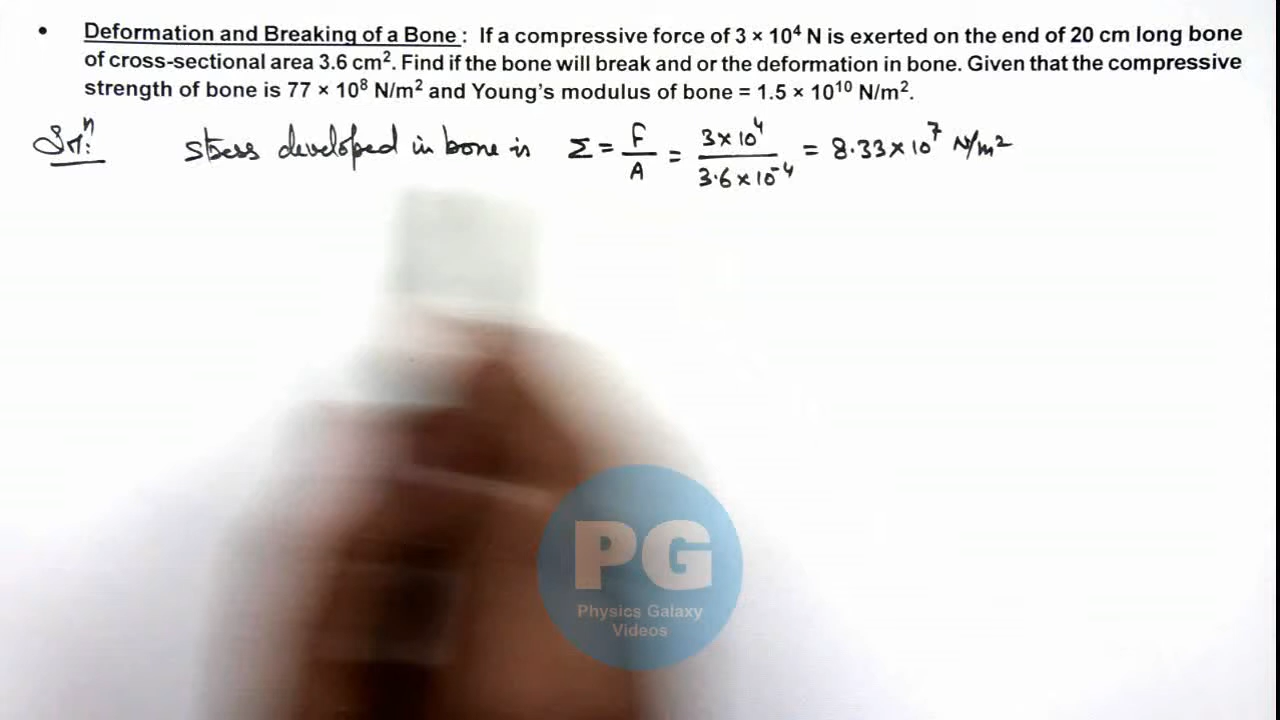 • Deformation and Breaking of a Bone : If a compressive force of 3 × 10⁴ N is exerted on the end of 20 cm long bone
of cross-sectional area 3.6 cm². Find if the bone will break and or the deformation in bone. Given that the compressive
strength of bone is 77 × 10⁸ N/m² and Young's modulus of bone = 1.5 × 10¹⁰ N/m².
Solⁿ: stress developed in bone is Σ = F/A = 3×10⁴/3.6×10⁻⁴ = 8.33×10⁷ N/m²
PG
Physics Galaxy
Videos